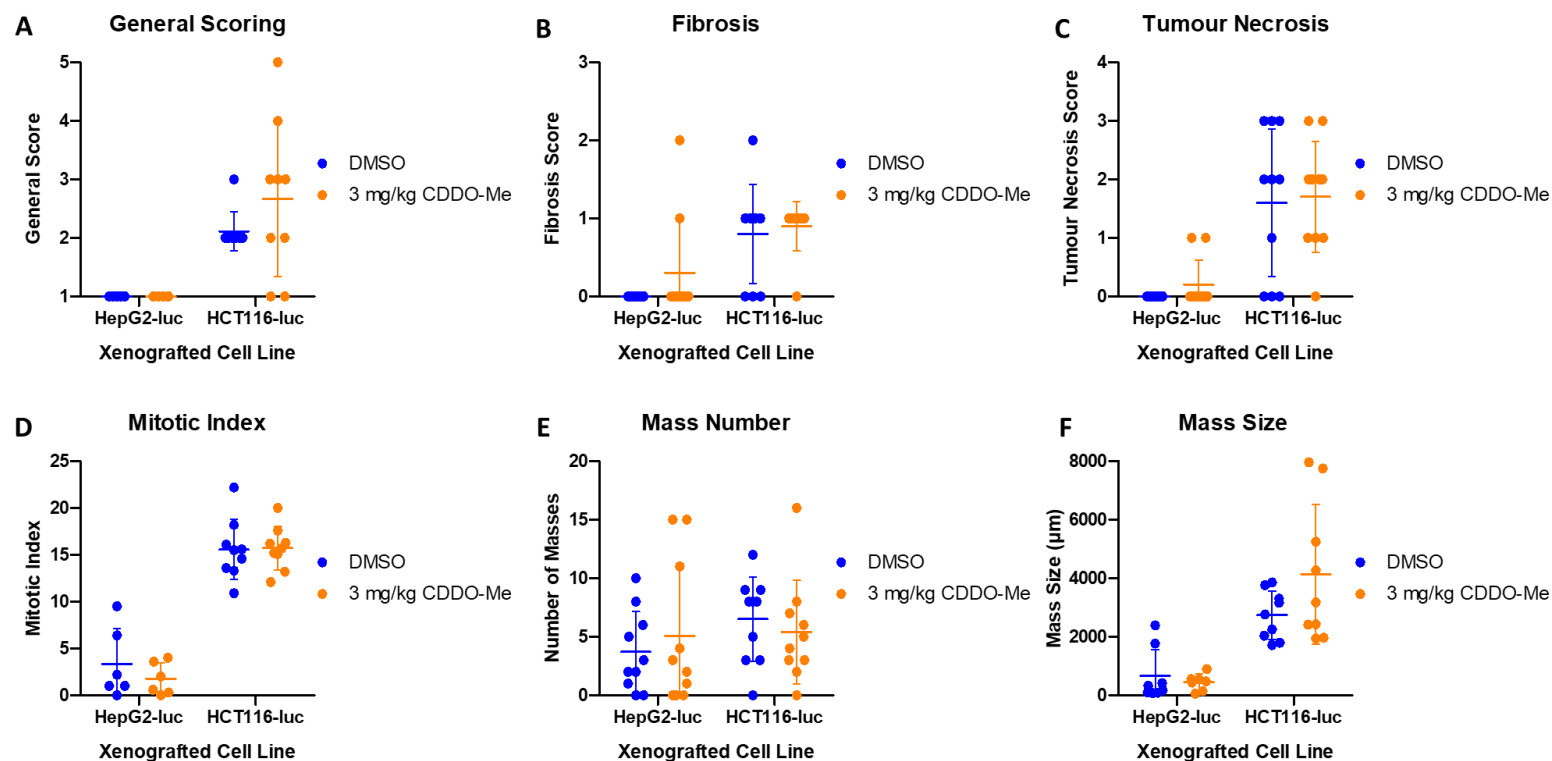 A
General Scoring
General Score
5
4
3
2
1
HepG2-luc HCT116-luc
Xenografted Cell Line
DMSO
3 mg/kg CDDO-Me
B
Fibrosis
Fibrosis Score
3
2
1
0
HepG2-luc HCT116-luc
Xenografted Cell Line
DMSO
3 mg/kg CDDO-Me
C
Tumour Necrosis
Tumour Necrosis Score
4
3
2
1
0
HepG2-luc HCT116-luc
Xenografted Cell Line
DMSO
3 mg/kg CDDO-Me
D
Mitotic Index
Mitotic Index
25
20
15
10
5
0
HepG2-luc HCT116-luc
Xenografted Cell Line
DMSO
3 mg/kg CDDO-Me
E
Mass Number
Number of Masses
20
15
10
5
0
HepG2-luc HCT116-luc
Xenografted Cell Line
DMSO
3 mg/kg CDDO-Me
F
Mass Size
Mass Size (μm)
8000
6000
4000
2000
0
HepG2-luc HCT116-luc
Xenografted Cell Line
DMSO
3 mg/kg CDDO-Me